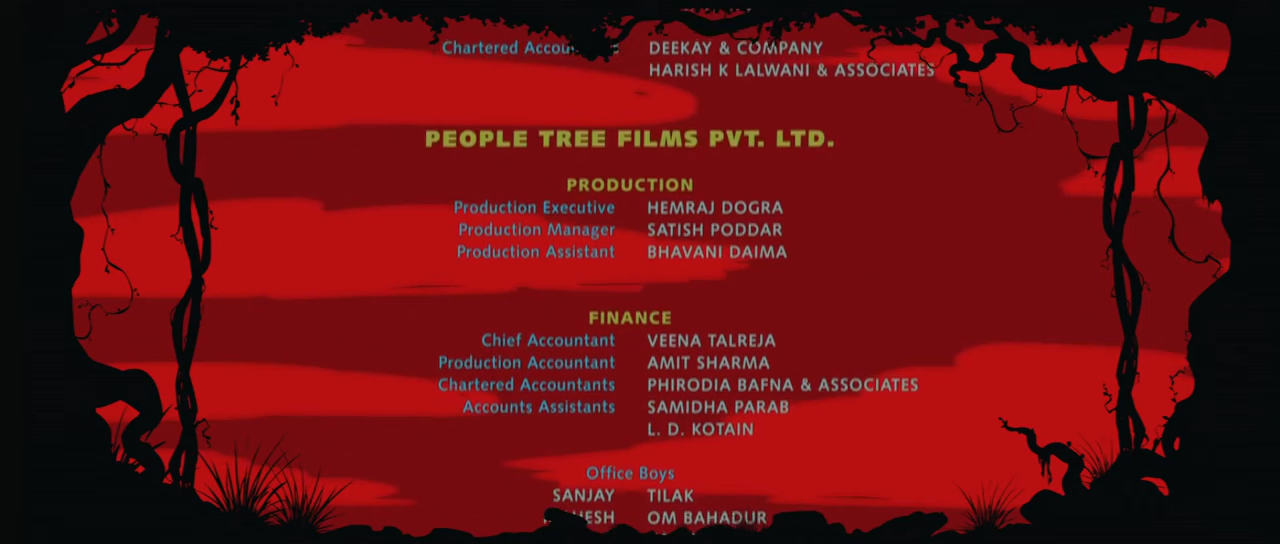 Chartered DEEKAY & COMPANY
HARISH K LALWANI & ASSOCIATES
PEOPLE TREE FILMS PVT. LTD.
PRODUCTION
Production Executive HEMRAJ DOGRA
Production Manager SATISH PODDAR
Production Assistant BHAVANI DAIMA
FINANCE
Chief Accountant VEENA TALREJA
Production Accountant AMIT SHARMA
Chartered Accountants PHIRODIA BAFNA & ASSOCIATES
Accounts Assistants SAMIDHA PARAB
L. D. KOTAIN
Office Boys
SANJAY TILAK
OM BAHADUR